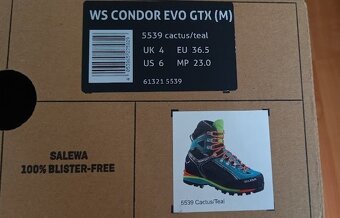 WS CONDOR EVO GTX (M)
5539 cactus/teal
UK 4 EU 36.5
US 6 MP 23.0
61321 5539
SALEWA
100% BLISTER-FREE
5539 Cactus/Teal